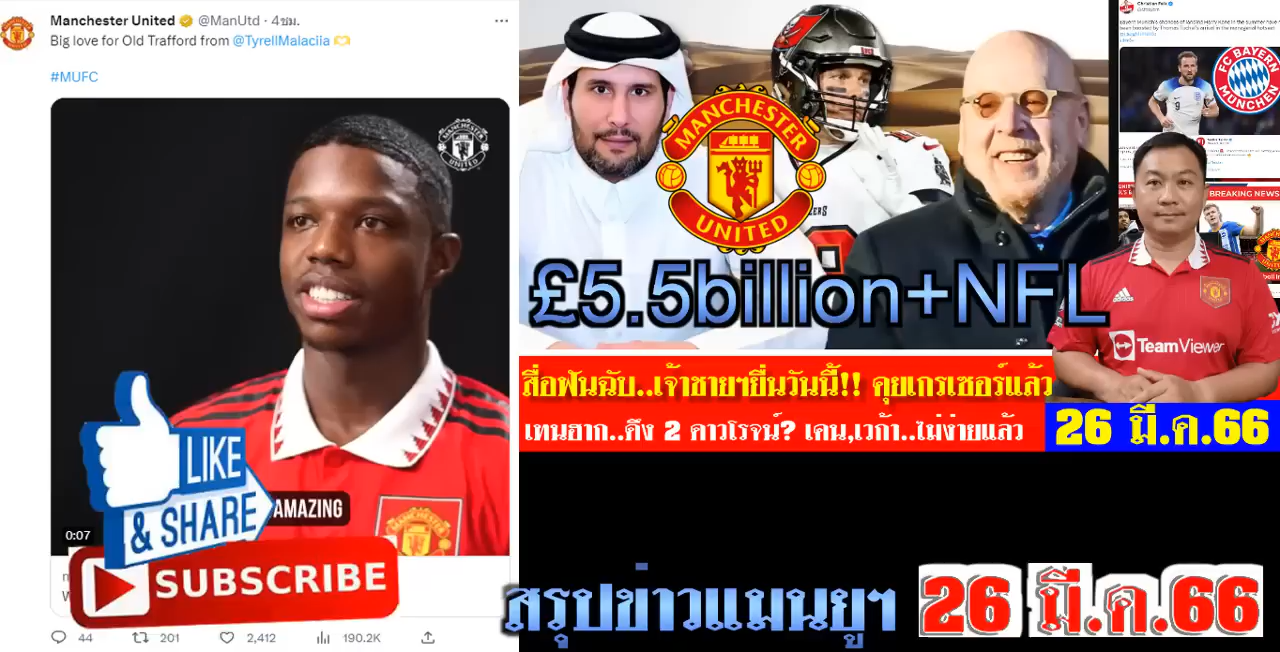 Manchester United @ManUtd · 4ชม.
Big love for Old Trafford from @TyrellMalaciia
#MUFC
MANCHESTER
UNITED
AMAZING
0:07
LIKE
& SHARE
SUBSCRIBE
44 201 2,412 190.2K
MANCHESTER
UNITED
£5.5billion+NFL
FC BAYERN
MÜNCHEN
BREAKING NEWS
TeamViewer
สื่อฟันฉับ..เจ้าชายฯยื่นวันนี้!! คุยเกรเซอร์แล้ว
เทนฮาก..ดึง 2 ดาวโรจน์? เคน,เวก้า..ไม่ง่ายแล้ว
26 มี.ค.66
สรุปข่าวแมนยูฯ 26 มี.ค.66